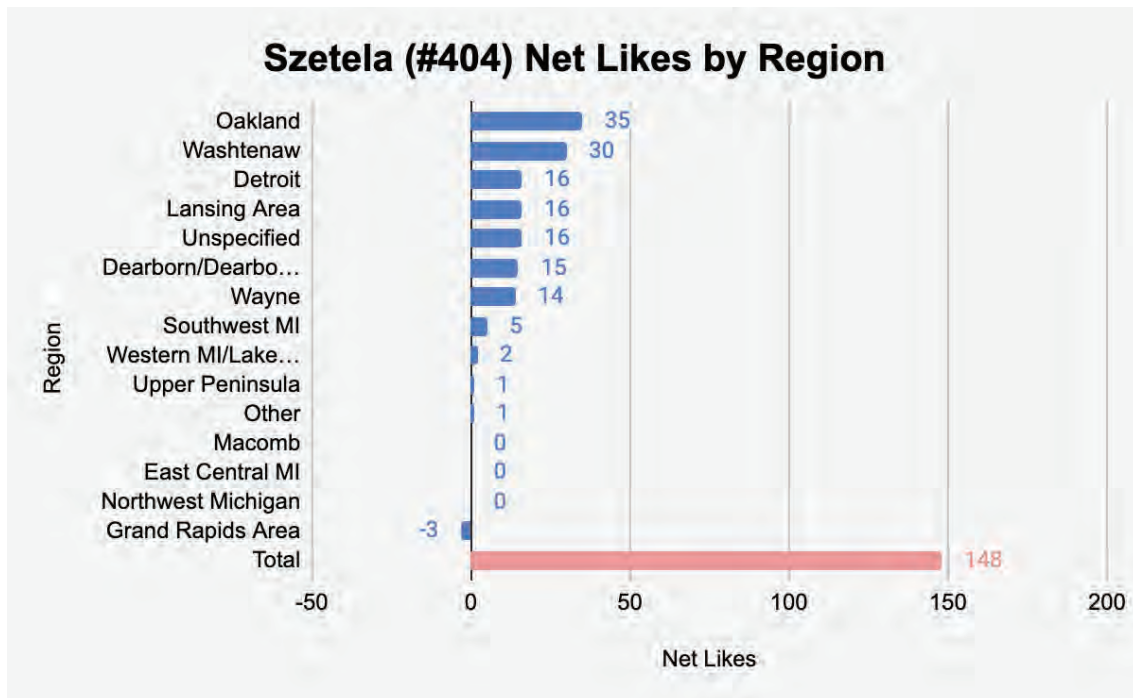 Szetela (#404) Net Likes by Region
Oakland 35
Washtenaw 30
Detroit 16
Lansing Area 16
Unspecified 16
Dearborn/Dearbo… 15
Wayne 14
Southwest MI 5
Western MI/Lake… 2
Upper Peninsula 1
Other 1
Macomb 0
East Central MI 0
Northwest Michigan 0
Grand Rapids Area -3
Total 148
Region
-50 0 50 100 150 200
Net Likes